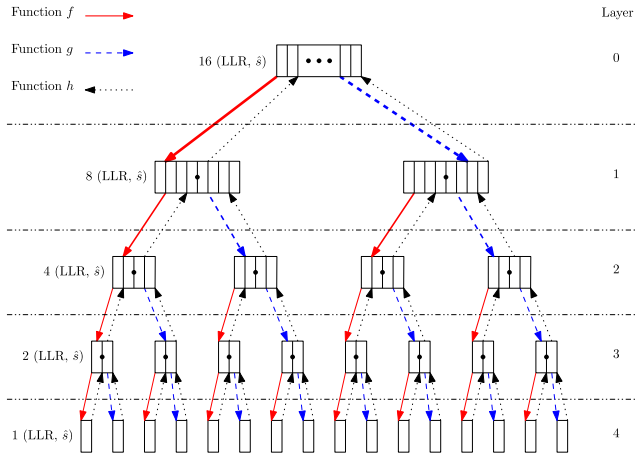 Function f
Layer
Function g
16 (LLR, ŝ)
0
Function h
8 (LLR, ŝ)
1
4 (LLR, ŝ)
2
2 (LLR, ŝ)
3
1 (LLR, ŝ)
4